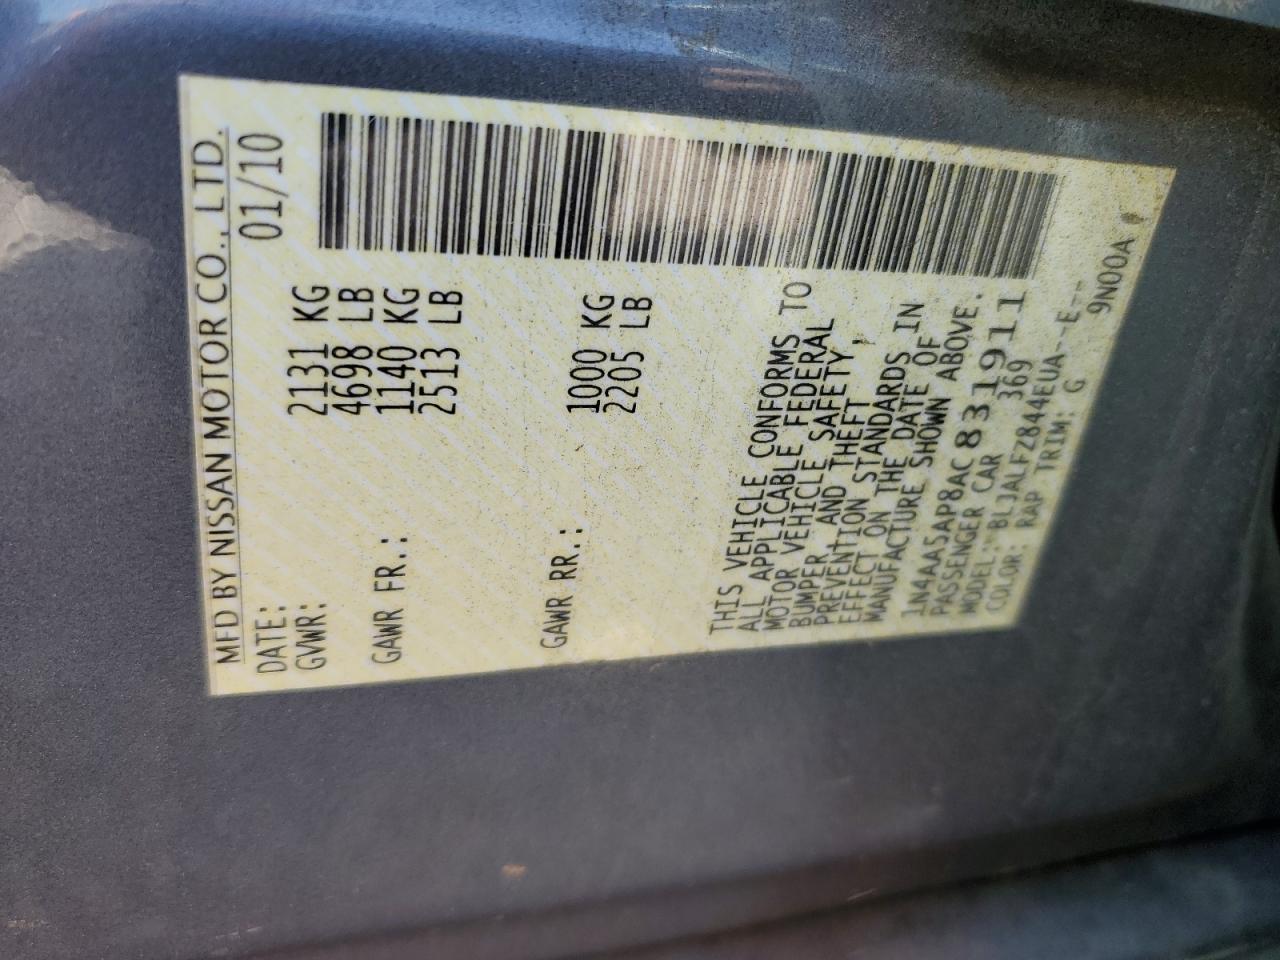 MFD BY NISSAN MOTOR CO., LTD.
DATE: 01/10
GVWR: 2131 KG
4698 LB
GAWR FR.: 1140 KG
2513 LB
GAWR RR.: 1000 KG
2205 LB
THIS VEHICLE CONFORMS TO
ALL APPLICABLE FEDERAL
MOTOR VEHICLE SAFETY,
BUMPER, AND THEFT
PREVENTION STANDARDS IN
EFFECT ON THE DATE OF
MANUFACTURE SHOWN ABOVE.
1N4AA5AP8AC831911
PASSENGER CAR 369
MODEL: BLJALFZ844EUA--E--
COLOR: RAP TRIM: G 9N00A